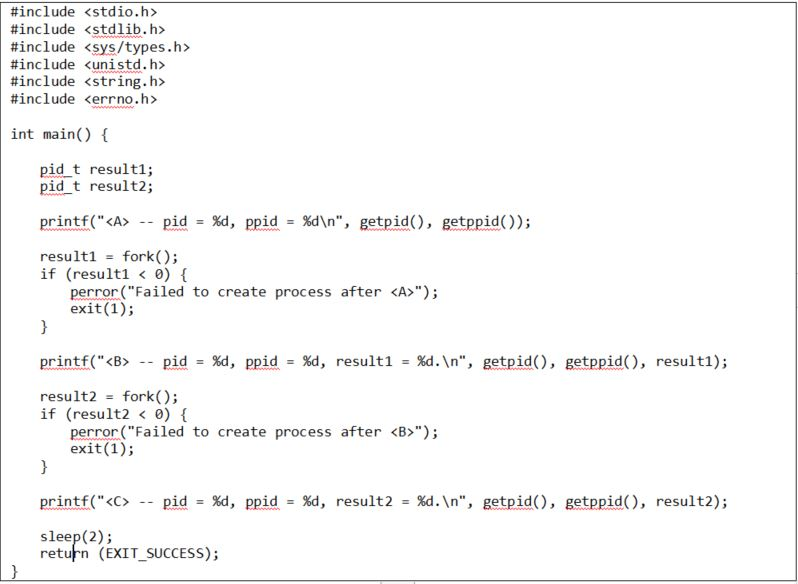 #include <stdio.h>
#include <stdlib.h>
#include <sys/types.h>
#include <unistd.h>
#include <string.h>
#include <errno.h>
int main() {
pid_t result1;
pid_t result2;
printf("<A> -- pid = %d, ppid = %d\n", getpid(), getppid());
result1 = fork();
if (result1 < 0) {
perror("Failed to create process after <A>");
exit(1);
}
printf("<B> -- pid = %d, ppid = %d, result1 = %d.\n", getpid(), getppid(), result1);
result2 = fork();
if (result2 < 0) {
perror("Failed to create process after <B>");
exit(1);
}
printf("<C> -- pid = %d, ppid = %d, result2 = %d.\n", getpid(), getppid(), result2);
sleep(2);
return (EXIT_SUCCESS);
}